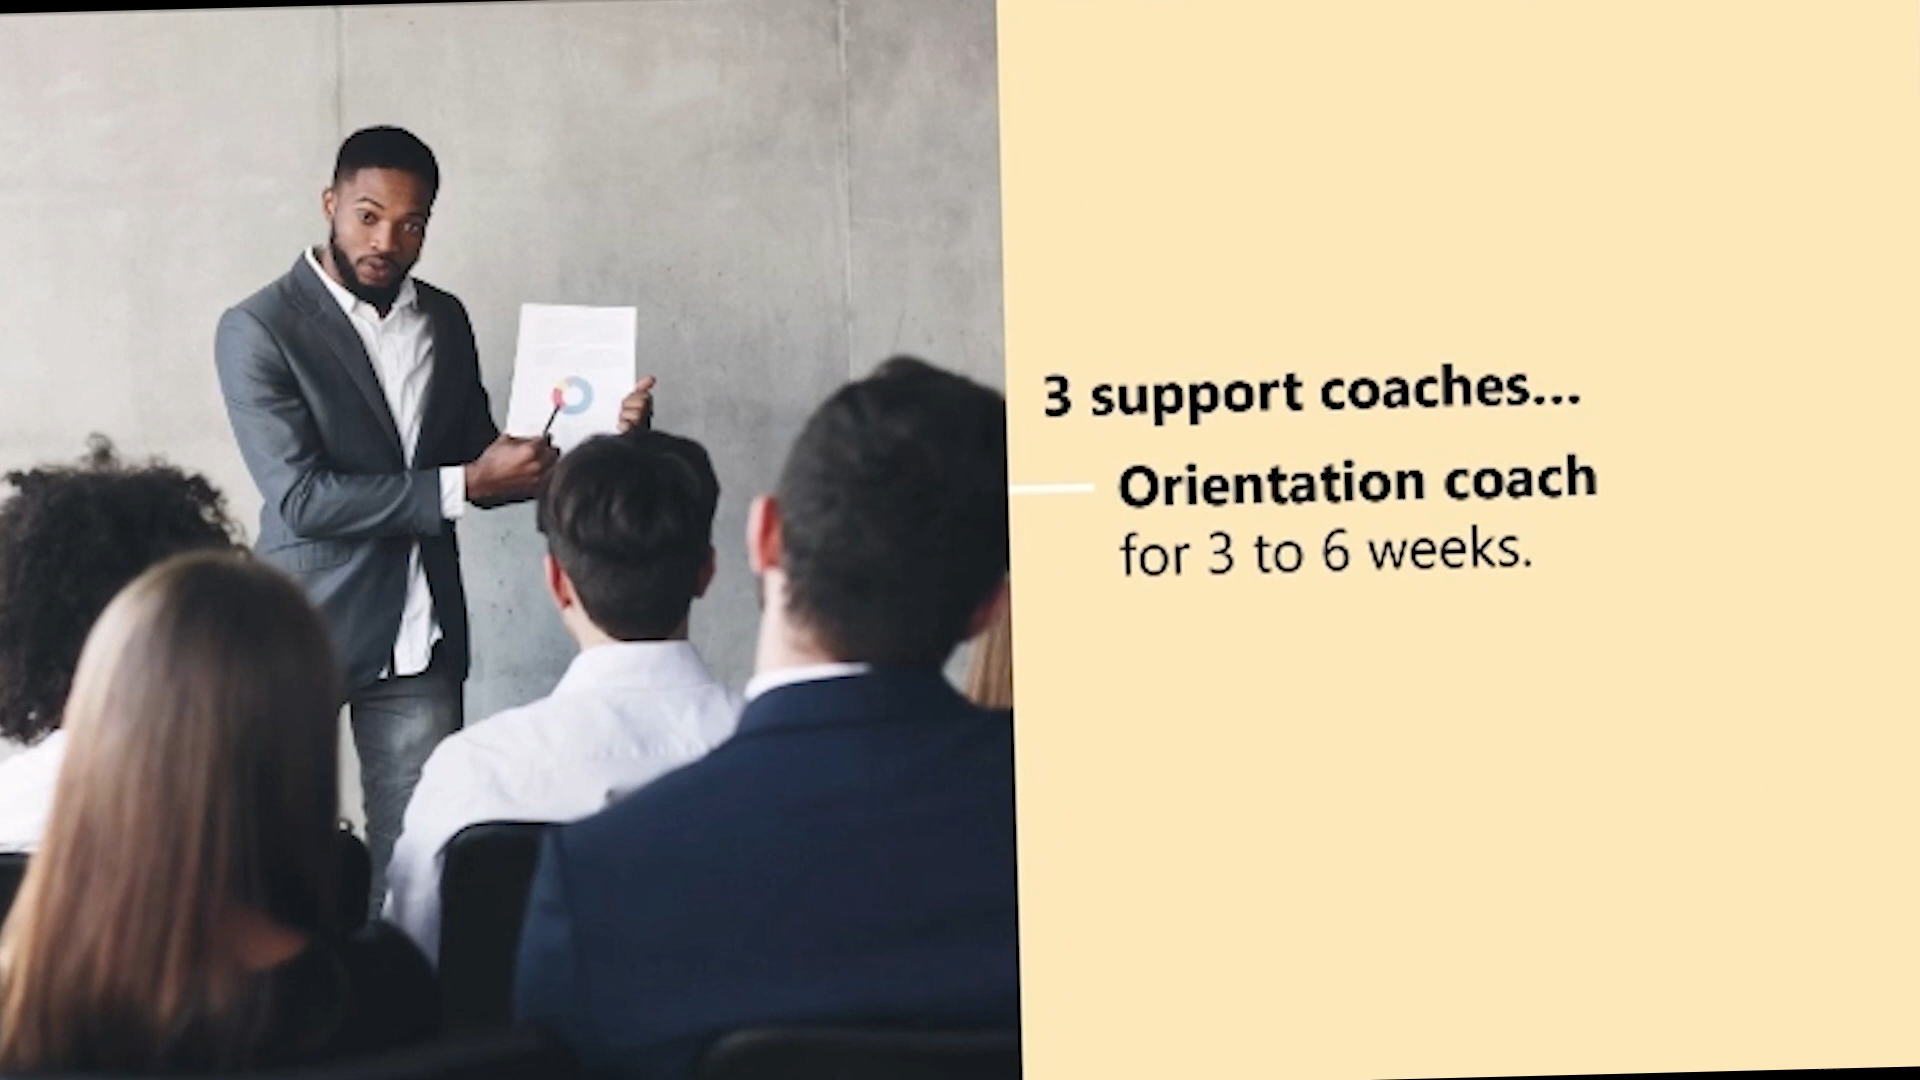 3 support coaches...
Orientation coach
for 3 to 6 weeks.